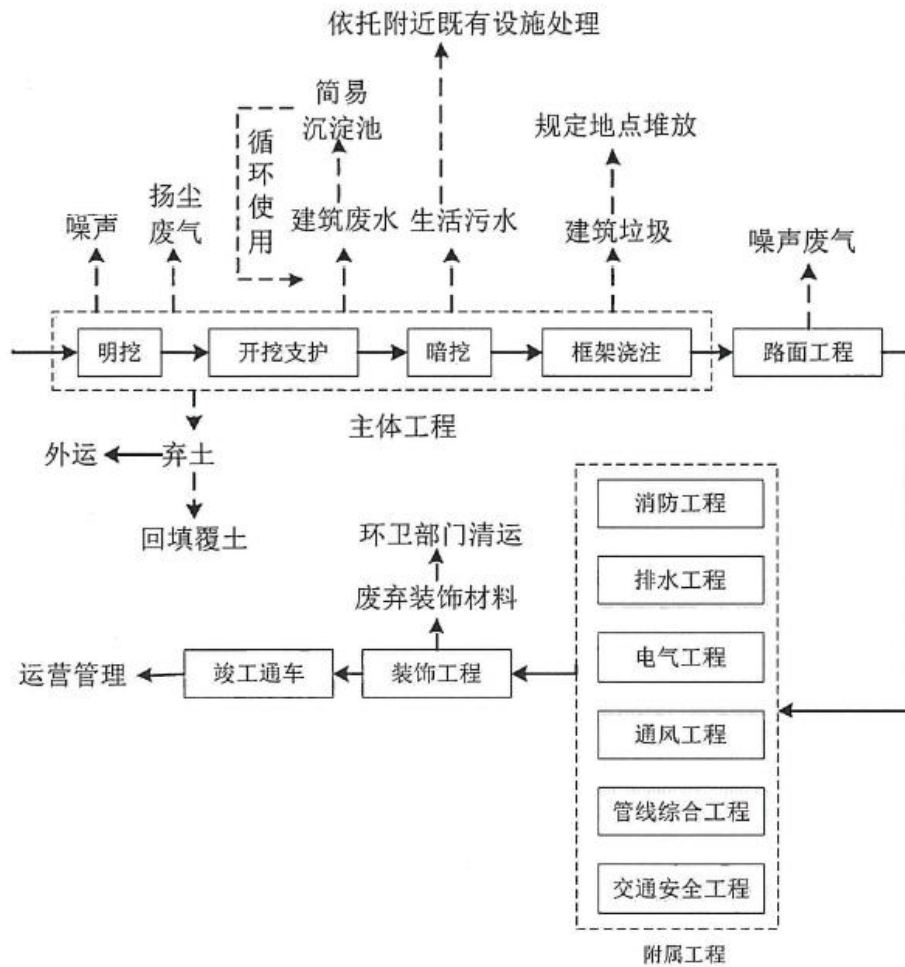 依托附近既有设施处理
简易
沉淀池
循
环
使
用
规定地点堆放
噪声
扬尘
废气
建筑废水
生活污水
建筑垃圾
噪声废气
明挖
开挖支护
暗挖
框架浇注
路面工程
主体工程
外运
弃土
回填覆土
消防工程
环卫部门清运
排水工程
废弃装饰材料
电气工程
运营管理
竣工通车
装饰工程
通风工程
管线综合工程
交通安全工程
附属工程